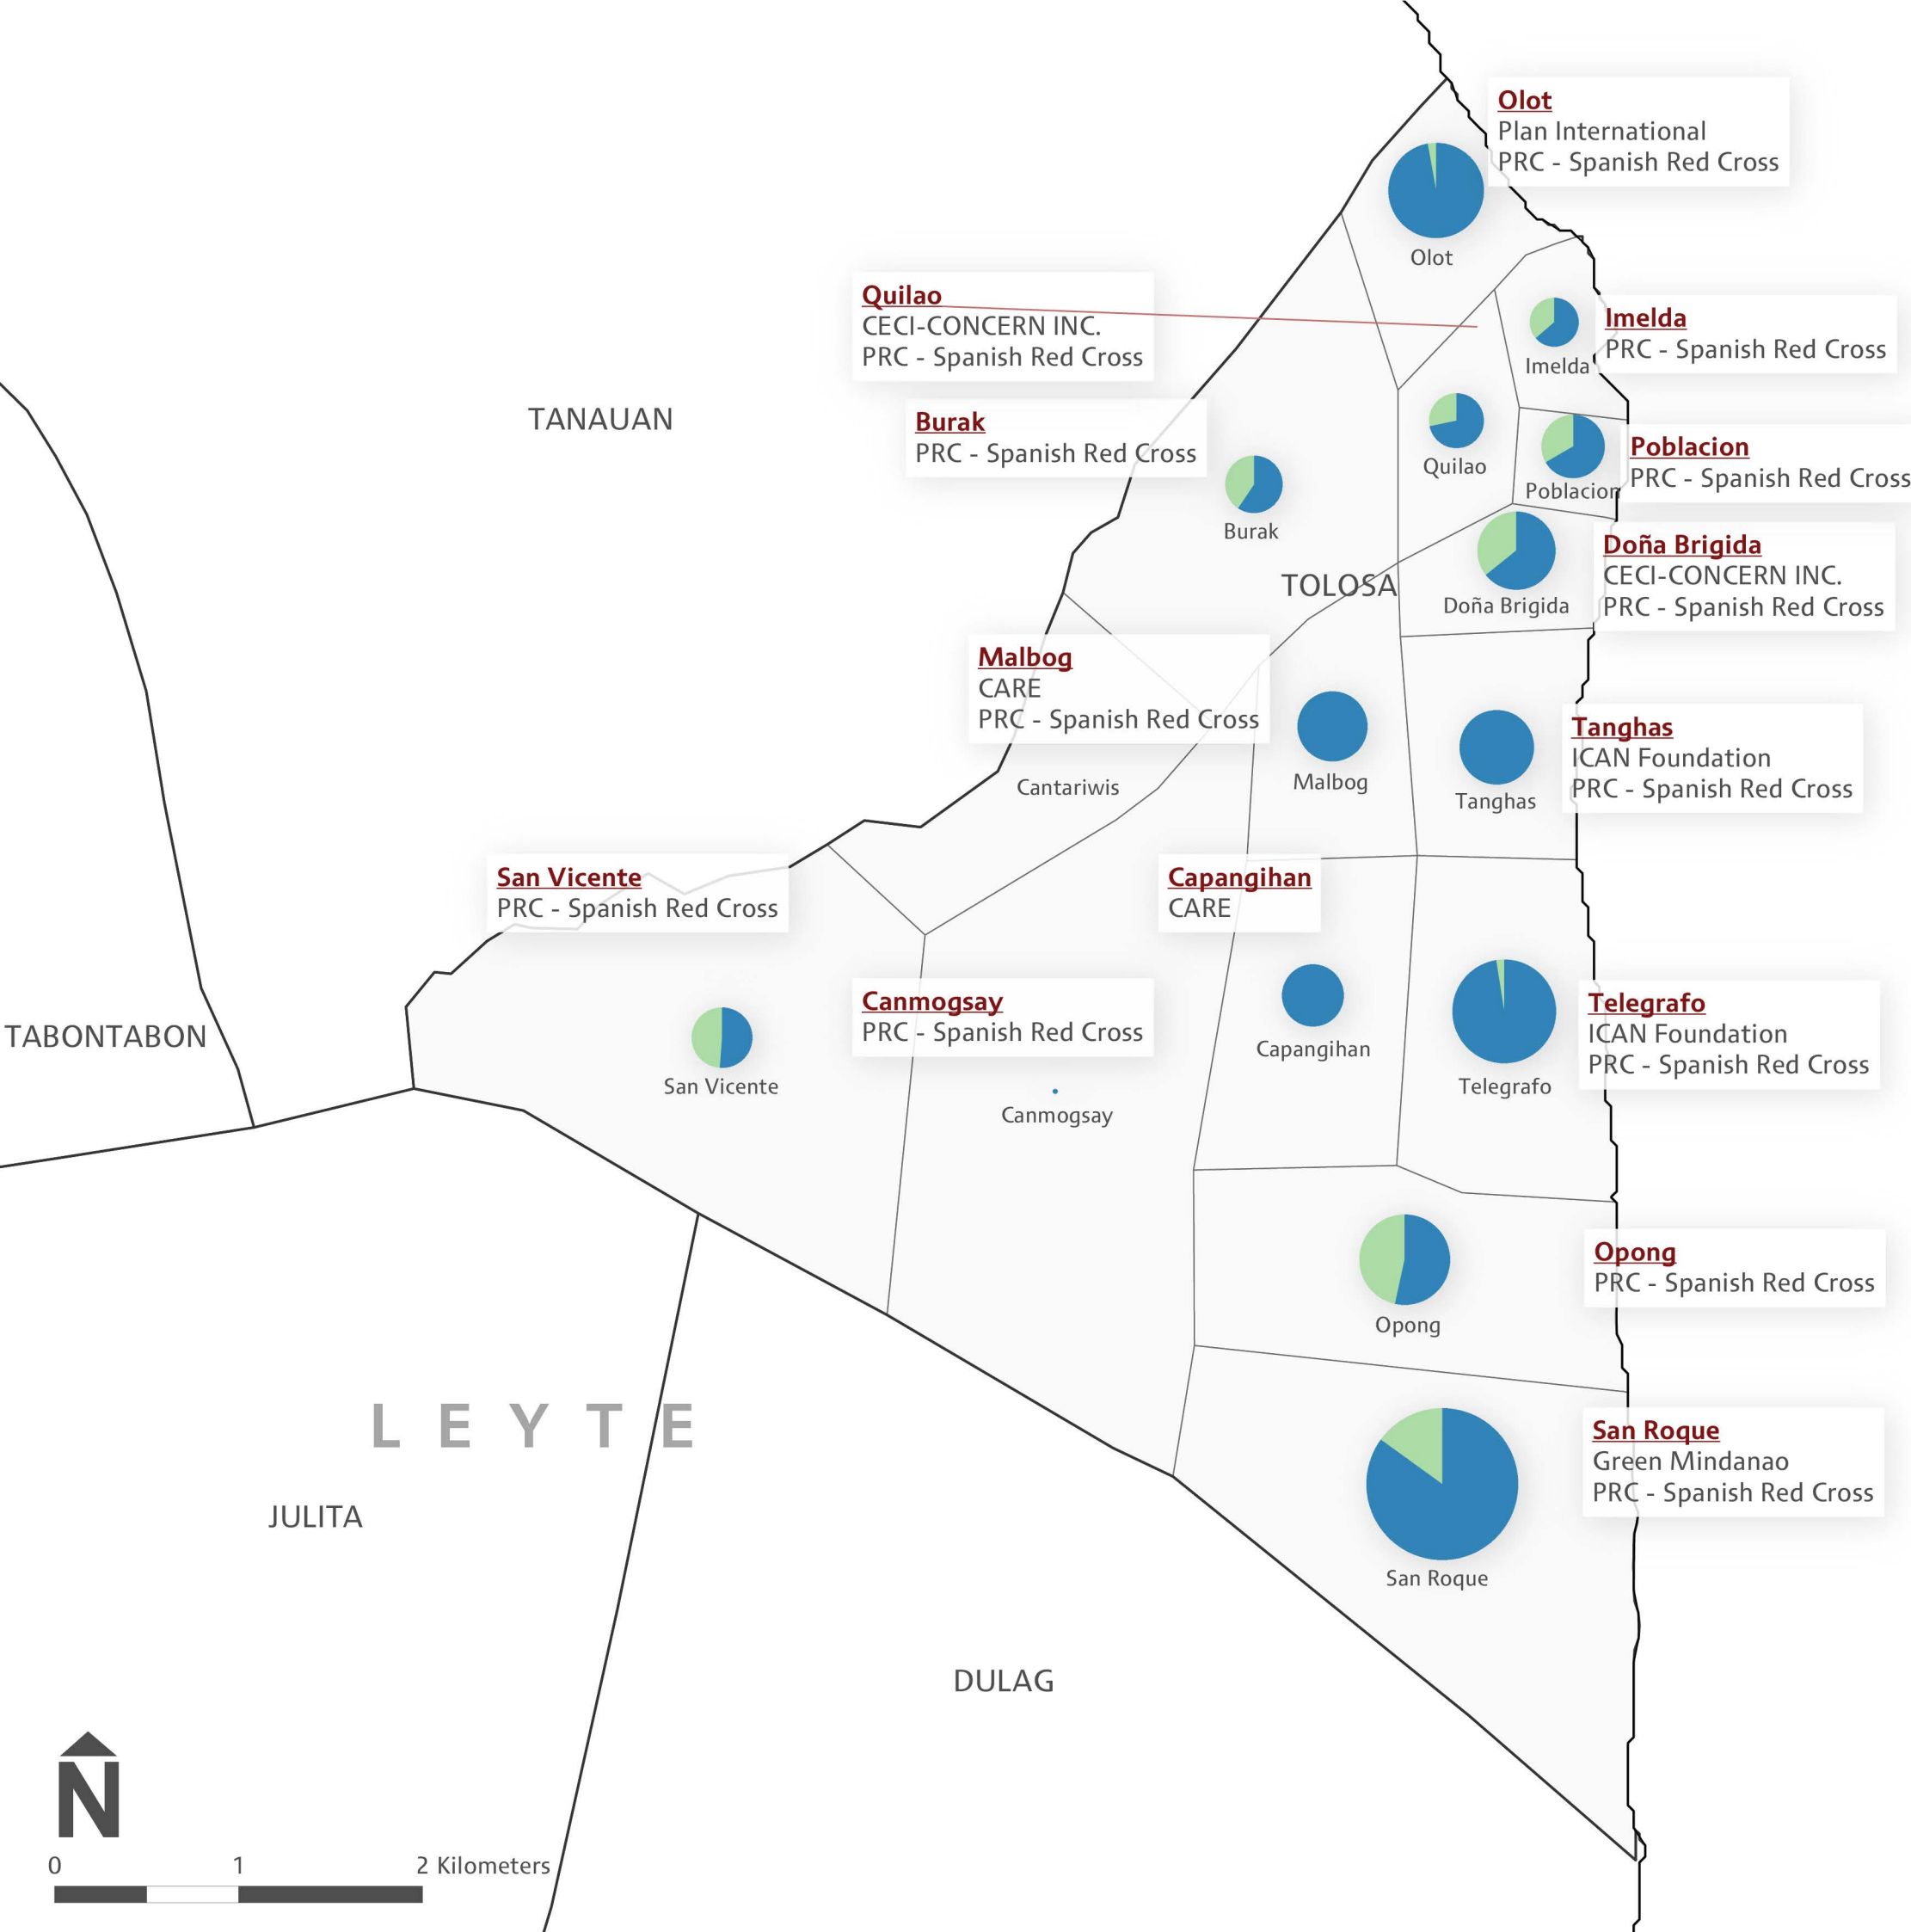 Olot
Plan International
PRC - Spanish Red Cross
Olot
Quilao
CECI-CONCERN INC.
PRC - Spanish Red Cross
Imelda
PRC - Spanish Red Cross
Imelda
TANAUAN
Burak
PRC - Spanish Red Cross
Quilao
Poblacion
PRC - Spanish Red Cross
Poblacion
Burak
Doña Brigida
CECI-CONCERN INC.
PRC - Spanish Red Cross
TOLOSA
Doña Brigida
Malbog
CARE
PRC - Spanish Red Cross
Malbog
Tanghas
ICAN Foundation
PRC - Spanish Red Cross
Tanghas
Cantariwis
San Vicente
PRC - Spanish Red Cross
Capangihan
CARE
Canmogsay
PRC - Spanish Red Cross
Telegrafo
ICAN Foundation
PRC - Spanish Red Cross
TABONTABON
Capangihan
San Vicente
Telegrafo
Canmogsay
Opong
PRC - Spanish Red Cross
Opong
LEYTE
San Roque
Green Mindanao
PRC - Spanish Red Cross
JULITA
San Roque
DULAG
N
0 1 2 Kilometers